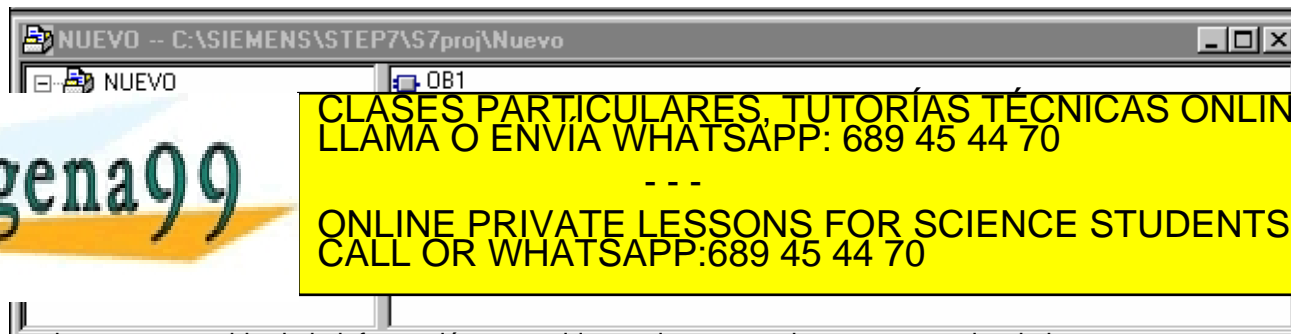 NUEVO -- C:\SIEMENS\STEP7\S7proj\Nuevo
NUEVO
OB1
gena99
CLASES PARTICULARES, TUTORÍAS TÉCNICAS ONLIN
LLAMA O ENVÍA WHATSAPP: 689 45 44 70
- - -
ONLINE PRIVATE LESSONS FOR SCIENCE STUDENTS
CALL OR WHATSAPP:689 45 44 70